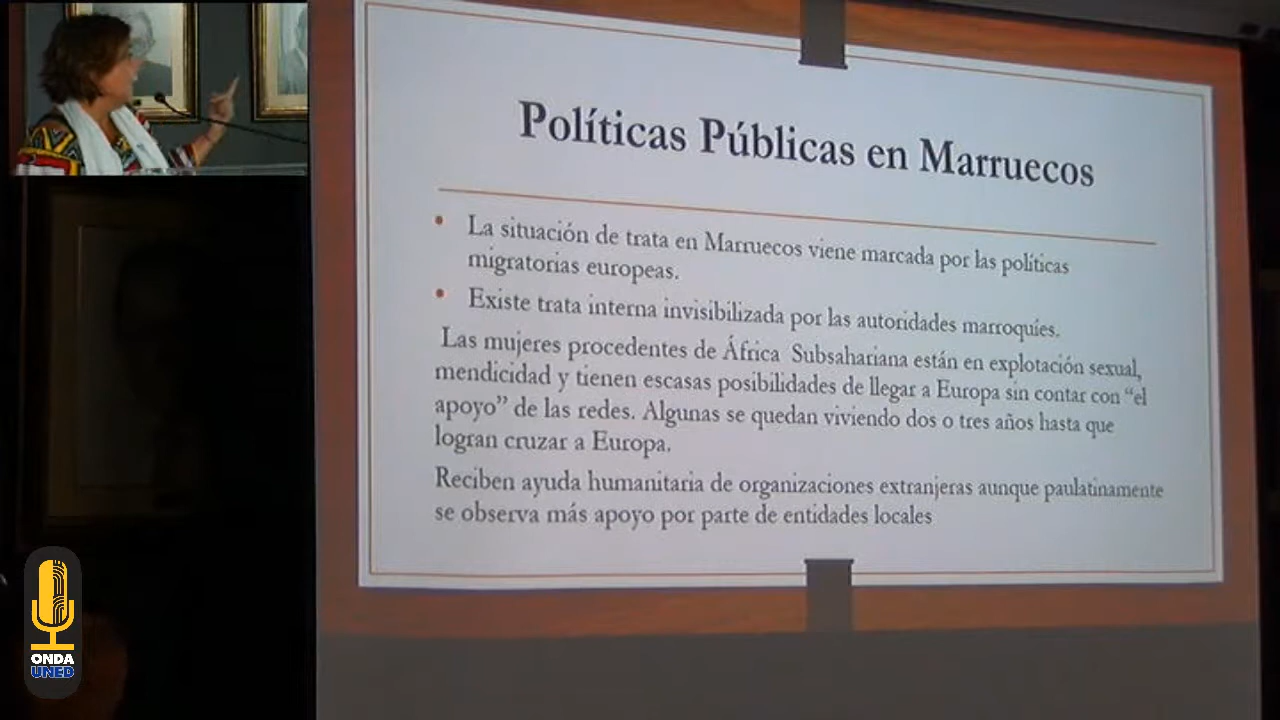 Políticas Públicas en Marruecos
• La situación de trata en Marruecos viene marcada por las políticas
migratorias europeas.
• Existe trata interna invisibilizada por las autoridades marroquíes.
Las mujeres procedentes de África Subsahariana están en explotación sexual,
mendicidad y tienen escasas posibilidades de llegar a Europa sin contar con “el
apoyo” de las redes. Algunas se quedan viviendo dos o tres años hasta que
logran cruzar a Europa.
Reciben ayuda humanitaria de organizaciones extranjeras aunque paulatinamente
se observa más apoyo por parte de entidades locales
ONDA
UNED